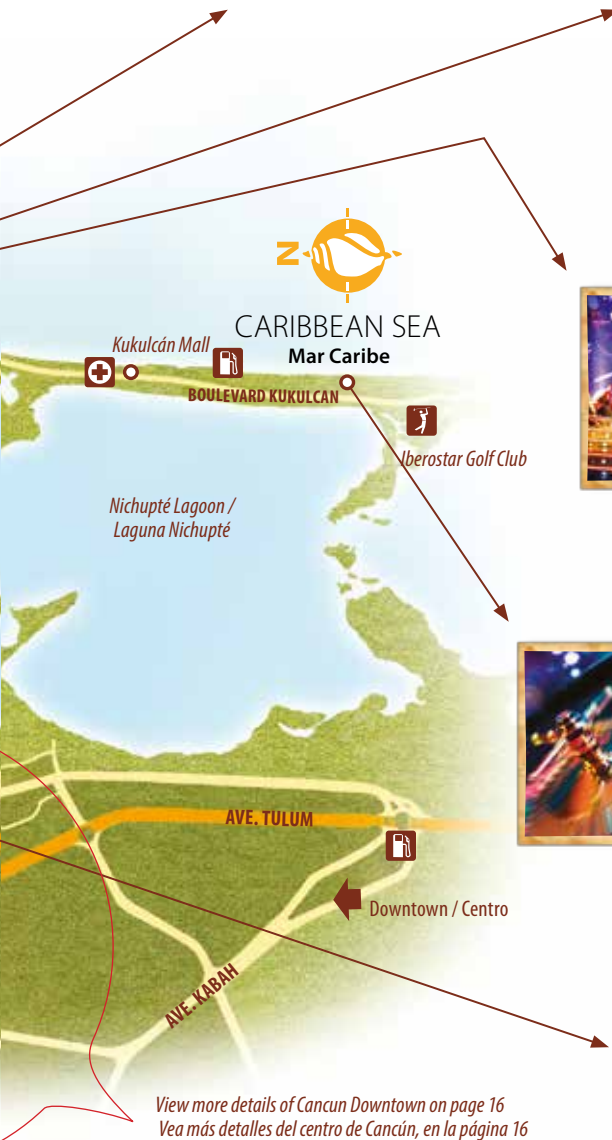 N
CARIBBEAN SEA
Mar Caribe
Kukulcán Mall
BOULEVARD KUKULCAN
Iberostar Golf Club
Nichupté Lagoon /
Laguna Nichupté
AVE. TULUM
Downtown / Centro
AVE. KABAH
View more details of Cancun Downtown on page 16
Vea más detalles del centro de Cancún, en la página 16